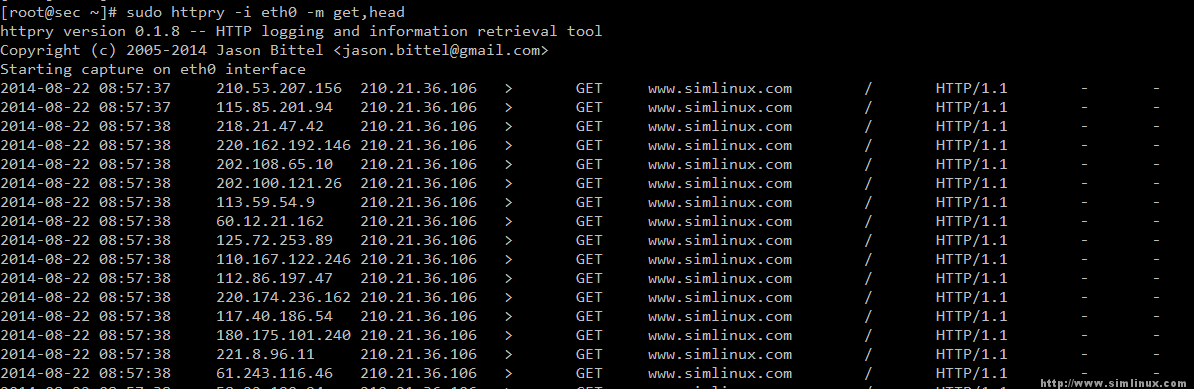 [root@sec ~]# sudo httpry -i eth0 -m get,head
httpry version 0.1.8 -- HTTP logging and information retrieval tool
Copyright (c) 2005-2014 Jason Bittel <jason.bittel@gmail.com>
Starting capture on eth0 interface
2014-08-22 08:57:37 210.53.207.156 210.21.36.106 > GET www.simlinux.com / HTTP/1.1 - -
2014-08-22 08:57:37 115.85.201.94 210.21.36.106 > GET www.simlinux.com / HTTP/1.1 - -
2014-08-22 08:57:38 218.21.47.42 210.21.36.106 > GET www.simlinux.com / HTTP/1.1 - -
2014-08-22 08:57:38 220.162.192.146 210.21.36.106 > GET www.simlinux.com / HTTP/1.1 - -
2014-08-22 08:57:38 202.108.65.10 210.21.36.106 > GET www.simlinux.com / HTTP/1.1 - -
2014-08-22 08:57:38 202.100.121.26 210.21.36.106 > GET www.simlinux.com / HTTP/1.1 - -
2014-08-22 08:57:38 113.59.54.9 210.21.36.106 > GET www.simlinux.com / HTTP/1.1 - -
2014-08-22 08:57:38 60.12.21.162 210.21.36.106 > GET www.simlinux.com / HTTP/1.1 - -
2014-08-22 08:57:38 125.72.253.89 210.21.36.106 > GET www.simlinux.com / HTTP/1.1 - -
2014-08-22 08:57:38 110.167.122.246 210.21.36.106 > GET www.simlinux.com / HTTP/1.1 - -
2014-08-22 08:57:38 112.86.197.47 210.21.36.106 > GET www.simlinux.com / HTTP/1.1 - -
2014-08-22 08:57:38 220.174.236.162 210.21.36.106 > GET www.simlinux.com / HTTP/1.1 - -
2014-08-22 08:57:38 117.40.186.54 210.21.36.106 > GET www.simlinux.com / HTTP/1.1 - -
2014-08-22 08:57:38 180.175.101.240 210.21.36.106 > GET www.simlinux.com / HTTP/1.1 - -
2014-08-22 08:57:38 221.8.96.11 210.21.36.106 > GET www.simlinux.com / HTTP/1.1 - -
2014-08-22 08:57:38 61.243.116.46 210.21.36.106 > GET www.simlinux.com / HTTP/1.1 - -
http://www.simlinux.com